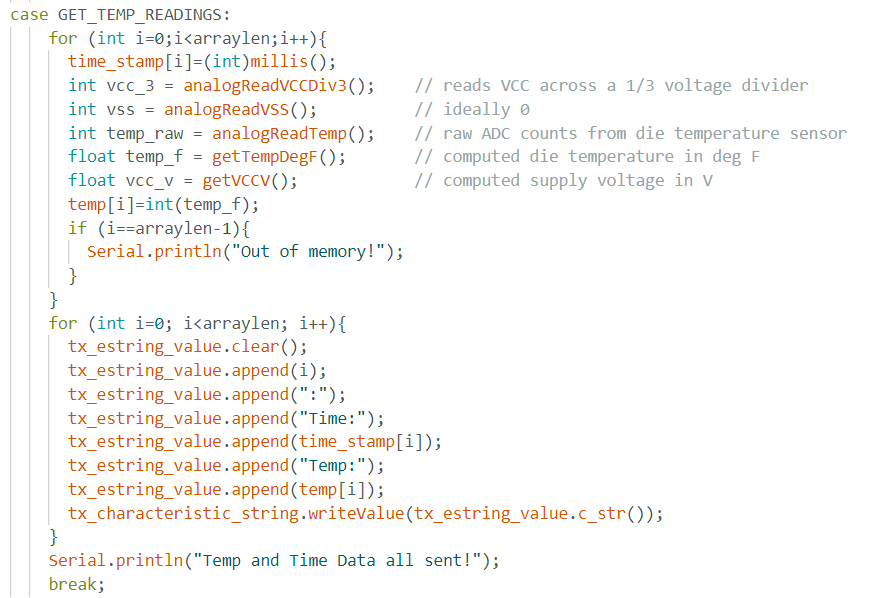 case GET_TEMP_READINGS:
for (int i=0;i<arraylen;i++){
time_stamp[i]=(int)millis();
int vcc_3 = analogReadVCCDiv3();    // reads VCC across a 1/3 voltage divider
int vss = analogReadVSS();          // ideally 0
int temp_raw = analogReadTemp();    // raw ADC counts from die temperature sensor
float temp_f = getTempDegF();       // computed die temperature in deg F
float vcc_v = getVCCV();            // computed supply voltage in V
temp[i]=int(temp_f);
if (i==arraylen-1){
Serial.println("Out of memory!");
}
}
for (int i=0; i<arraylen; i++){
tx_estring_value.clear();
tx_estring_value.append(i);
tx_estring_value.append(":");
tx_estring_value.append("Time:");
tx_estring_value.append(time_stamp[i]);
tx_estring_value.append("Temp:");
tx_estring_value.append(temp[i]);
tx_characteristic_string.writeValue(tx_estring_value.c_str());
}
Serial.println("Temp and Time Data all sent!");
break;